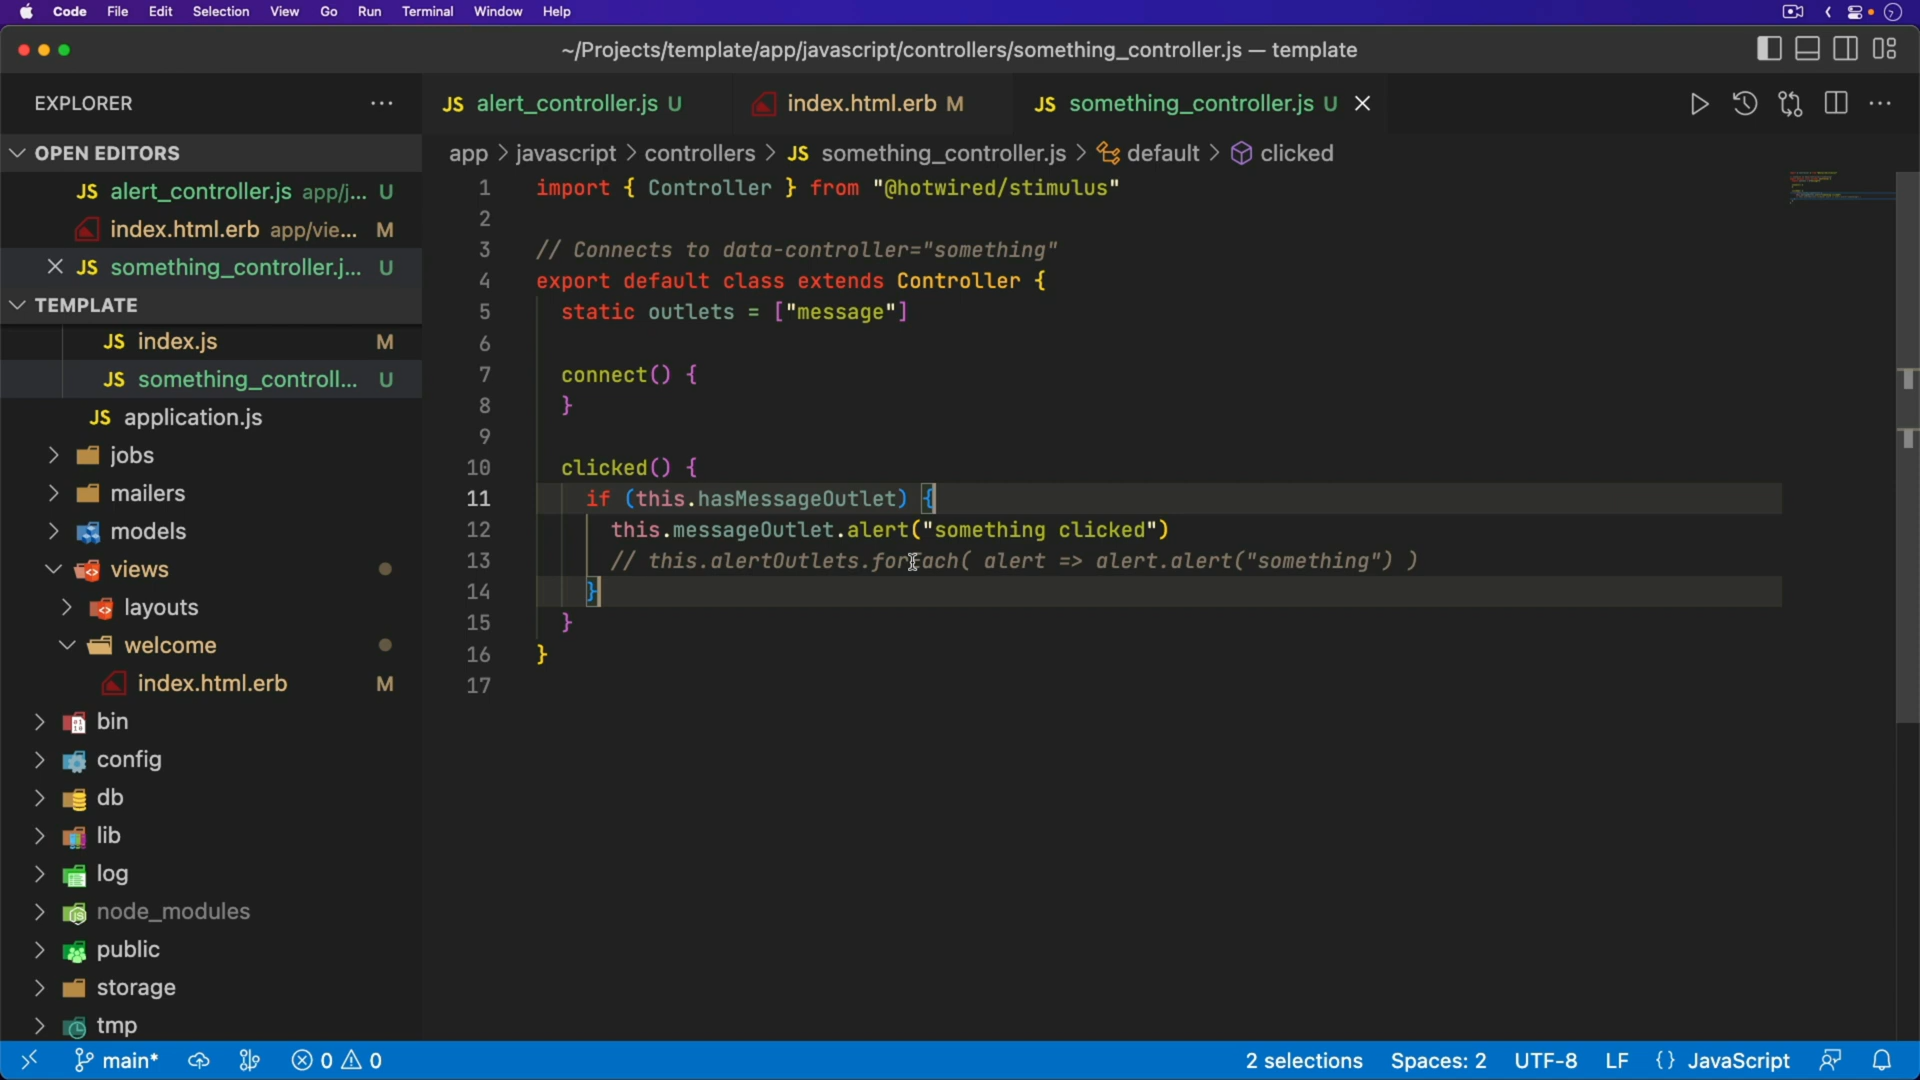 Code File Edit Selection View Go Run Terminal Window Help
~/Projects/template/app/javascript/controllers/something_controller.js — template
EXPLORER
OPEN EDITORS
JS alert_controller.js app/j... U
index.html.erb app/vie... M
JS something_controller.j... U
TEMPLATE
JS index.js M
JS something_controll... U
JS application.js
jobs
mailers
models
views
layouts
welcome
index.html.erb M
bin
config
db
lib
log
node_modules
public
storage
tmp
JS alert_controller.js U
index.html.erb M
JS something_controller.js U
app > javascript > controllers > JS something_controller.js > default > clicked
1 import { Controller } from "@hotwired/stimulus"
2
3 // Connects to data-controller="something"
4 export default class extends Controller {
5 static outlets = ["message"]
6
7 connect() {
8 }
9
10 clicked() {
11 if (this.hasMessageOutlet) {
12 this.messageOutlet.alert("something clicked")
13 // this.alertOutlets.forEach( alert => alert.alert("something") )
14 }
15 }
16 }
17
main* 0 0 2 selections Spaces: 2 UTF-8 LF {} JavaScript